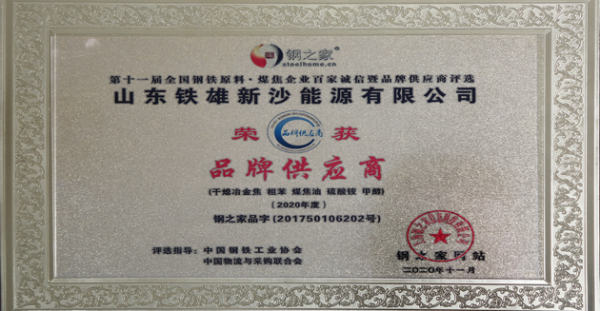 钢之家
steelhome.cn
第十一届全国钢铁原料·煤焦企业百家诚信暨品牌供应商评选
山东铁雄新沙能源有限公司
荣 品牌供应商 获
品牌供应商
(干熄冶金焦 粗苯 煤焦油 硫酸铵 甲醇)
(2020年度)
钢之家品字(201750106202号)
评选指导：中国钢铁工业协会
中国物流与采购联合会
钢之家网站
二〇二〇年十一月